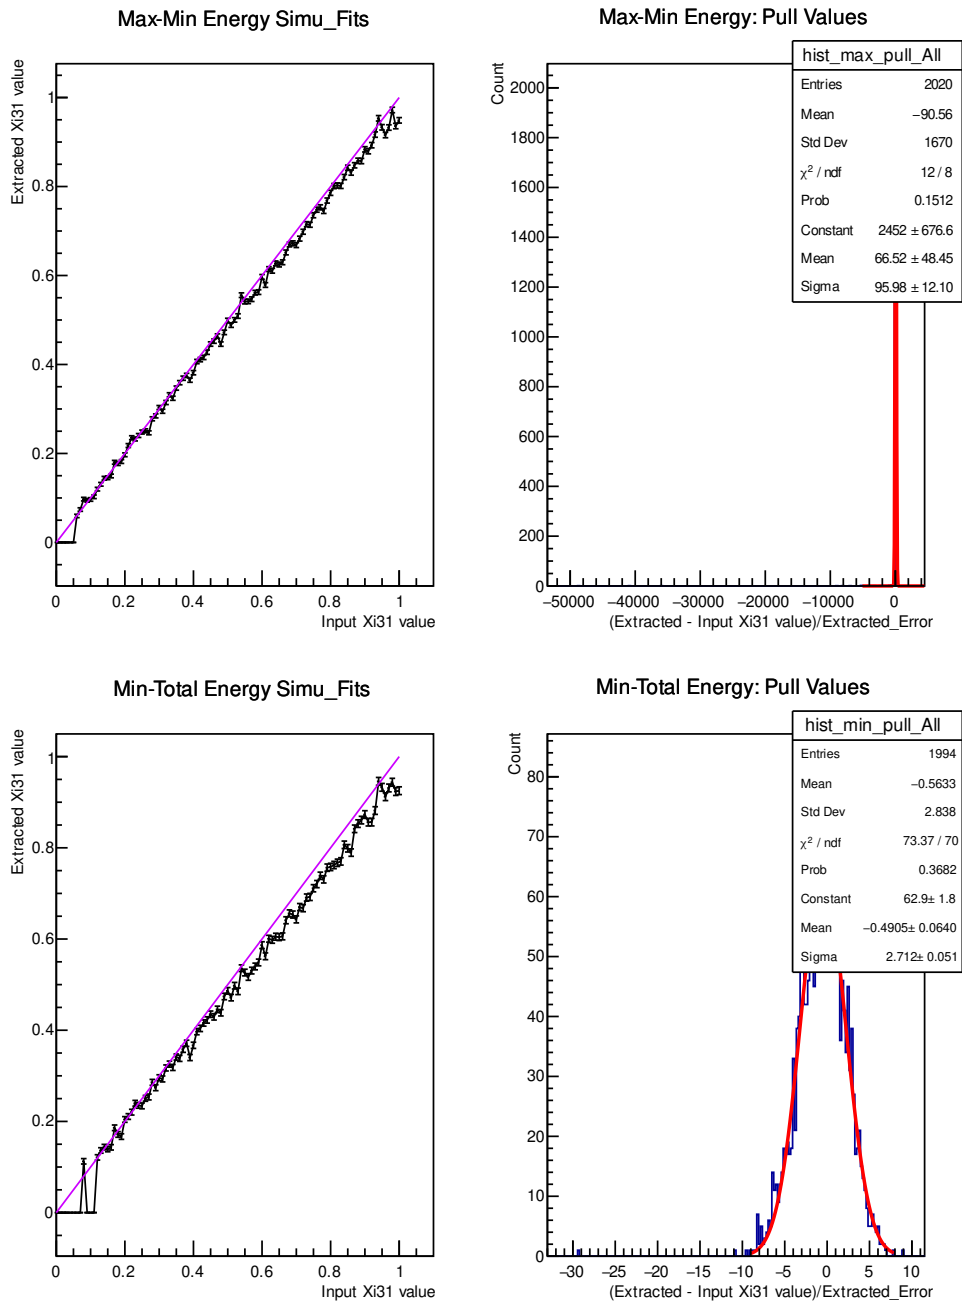 Max-Min Energy Simu_Fits
Extracted Xi31 value
1
0.8
0.6
0.4
0.2
0
0 0.2 0.4 0.6 0.8 1
Input Xi31 value
Max-Min Energy: Pull Values
Count
2000
1800
1600
1400
1200
1000
800
600
400
200
0
−50000 −40000 −30000 −20000 −10000 0
(Extracted - Input Xi31 value)/Extracted_Error
hist_max_pull_All
Entries 2020
Mean −90.56
Std Dev 1670
χ² / ndf 12 / 8
Prob 0.1512
Constant 2452 ± 676.6
Mean 66.52 ± 48.45
Sigma 95.98 ± 12.10
Min-Total Energy Simu_Fits
Extracted Xi31 value
1
0.8
0.6
0.4
0.2
0
0 0.2 0.4 0.6 0.8 1
Input Xi31 value
Min-Total Energy: Pull Values
Count
80
70
60
50
40
30
20
10
0
−30 −25 −20 −15 −10 −5 0 5 10
(Extracted - Input Xi31 value)/Extracted_Error
hist_min_pull_All
Entries 1994
Mean −0.5633
Std Dev 2.838
χ² / ndf 73.37 / 70
Prob 0.3682
Constant 62.9± 1.8
Mean −0.4905± 0.0640
Sigma 2.712± 0.051